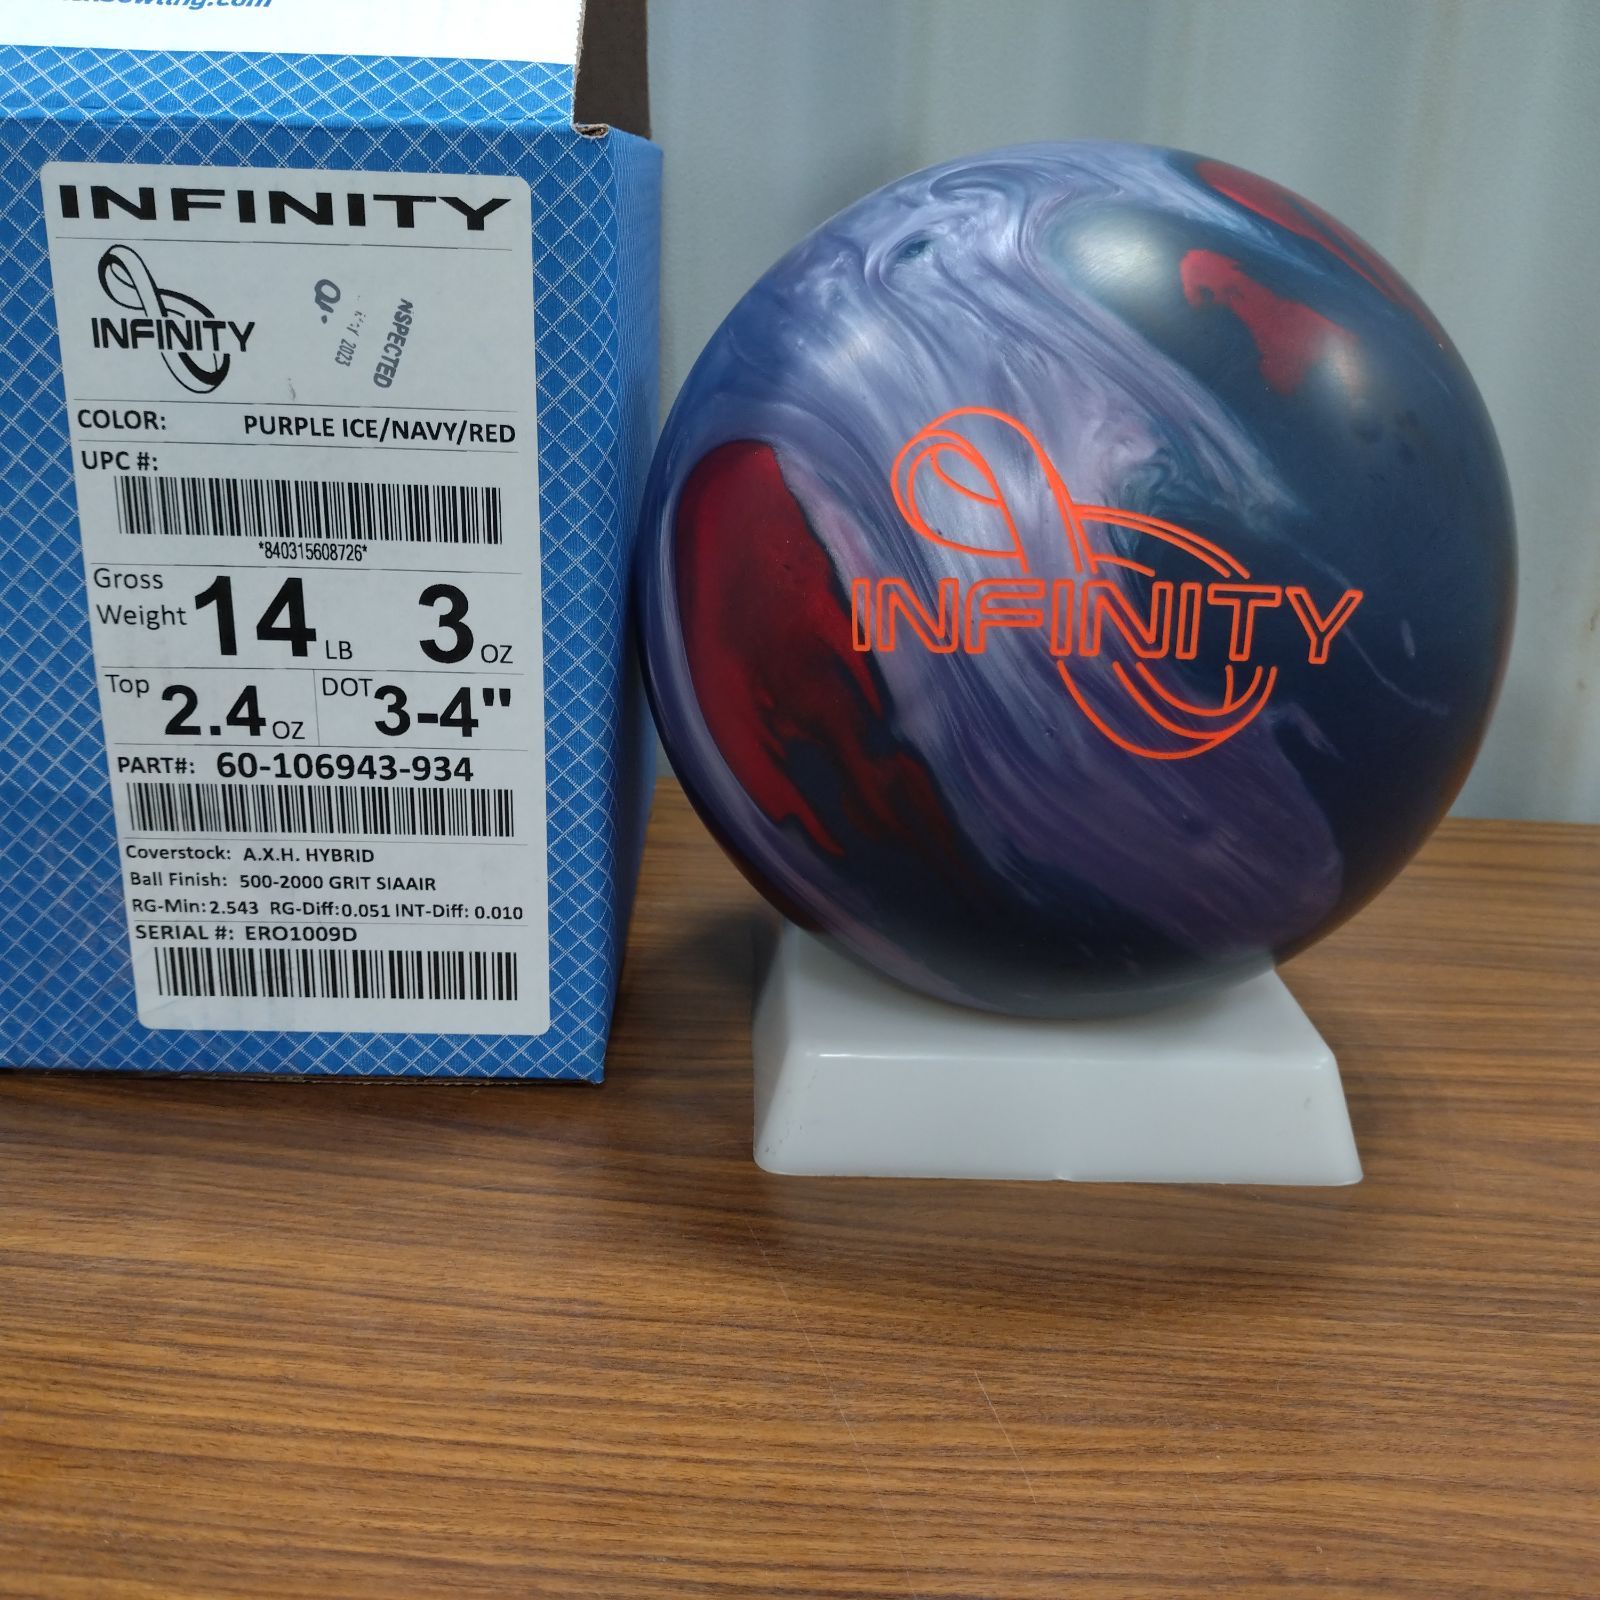 INFINITY
INFINITY
2023
COLOR: PURPLE ICE/NAVY/RED
UPC #:
*840315608726*
Gross Weight 14 LB 3 OZ
Top 2.4 OZ DOT 3-4"
PART#: 60-106943-934
Coverstock: A.X.H. HYBRID
Ball Finish: 500-2000 GRIT SIAAIR
RG-Min: 2.543 RG-Diff: 0.051 INT-Diff: 0.010
SERIAL #: ERO1009D
INFINITY